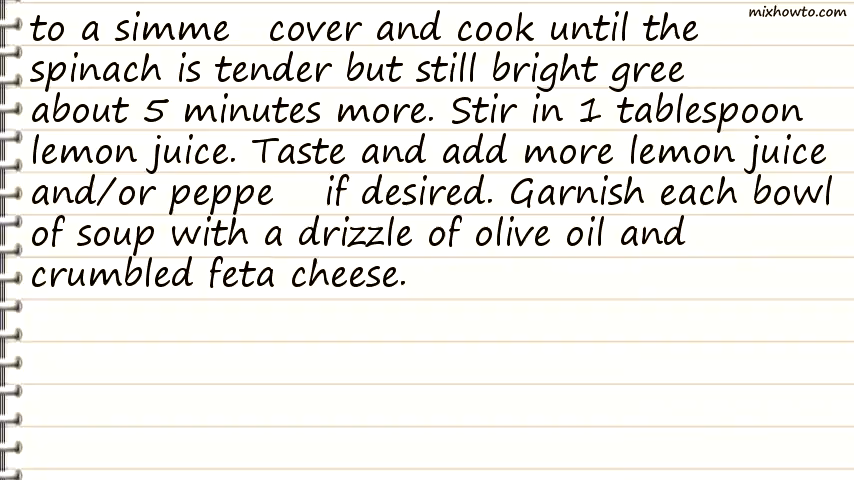 mixhowto.com
to a simme cover and cook until the
spinach is tender but still bright gree
about 5 minutes more. Stir in 1 tablespoon
lemon juice. Taste and add more lemon juice
and/or peppe if desired. Garnish each bowl
of soup with a drizzle of olive oil and
crumbled feta cheese.